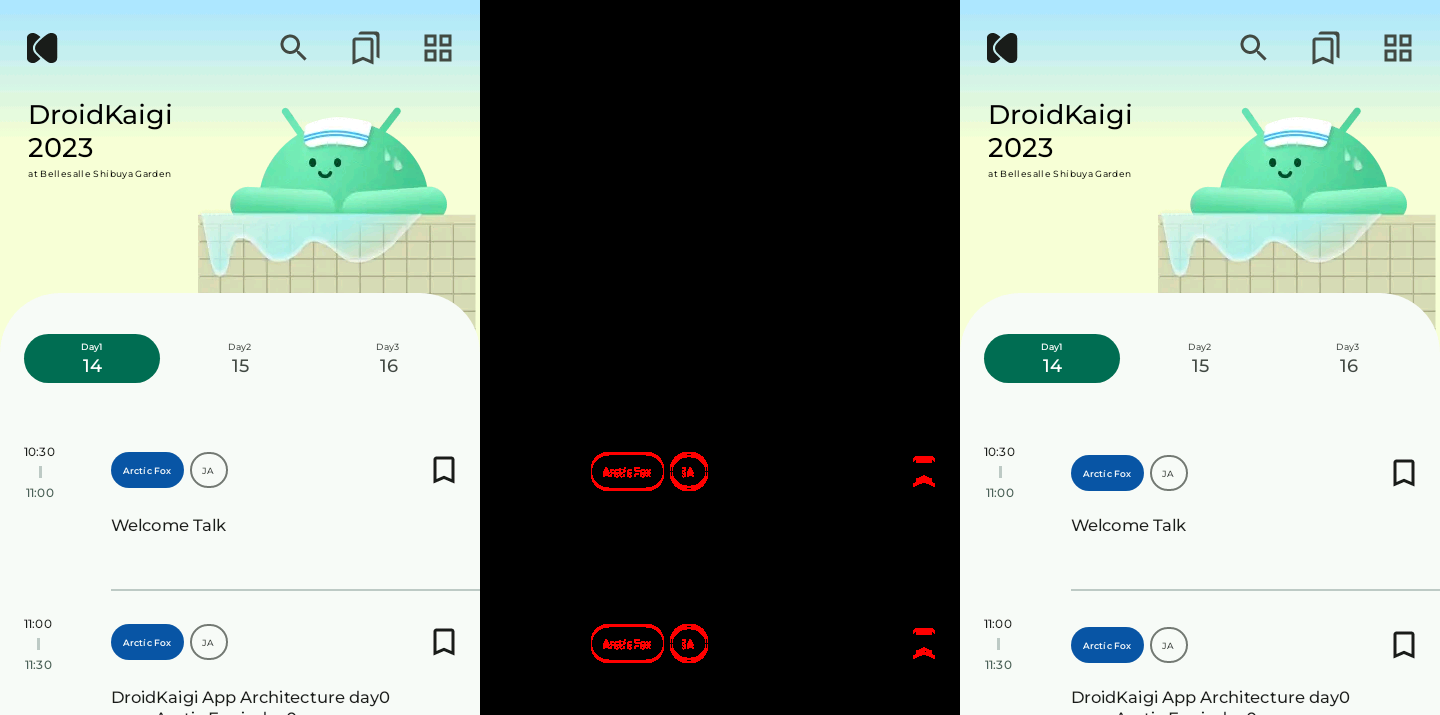 DroidKaigi
2023
at Bellesalle Shibuya Garden
Day1
14
Day2
15
Day3
16
10:30
11:00
Arctic Fox
JA
Welcome Talk
11:00
11:30
Arctic Fox
JA
DroidKaigi App Architecture day0
Arctic Fox
JA
Arctic Fox
JA
DroidKaigi
2023
at Bellesalle Shibuya Garden
Day1
14
Day2
15
Day3
16
10:30
11:00
Arctic Fox
JA
Welcome Talk
11:00
11:30
Arctic Fox
JA
DroidKaigi App Architecture day0